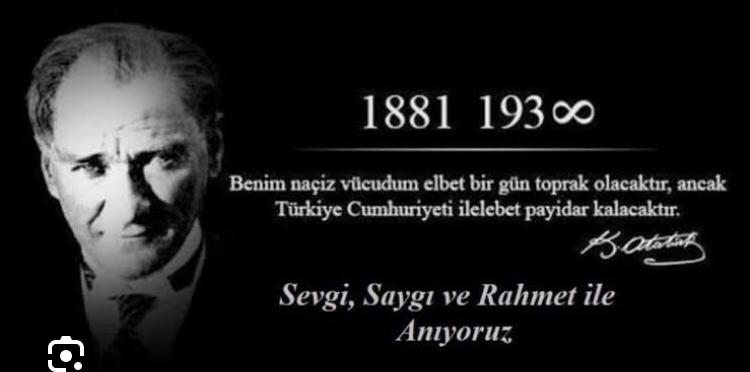 1881 193∞
Benim naçiz vücudum elbet bir gün toprak olacaktır, ancak
Türkiye Cumhuriyeti ilelebet payidar kalacaktır.
K. Atatürk
Sevgi, Saygı ve Rahmet ile
Anıyoruz